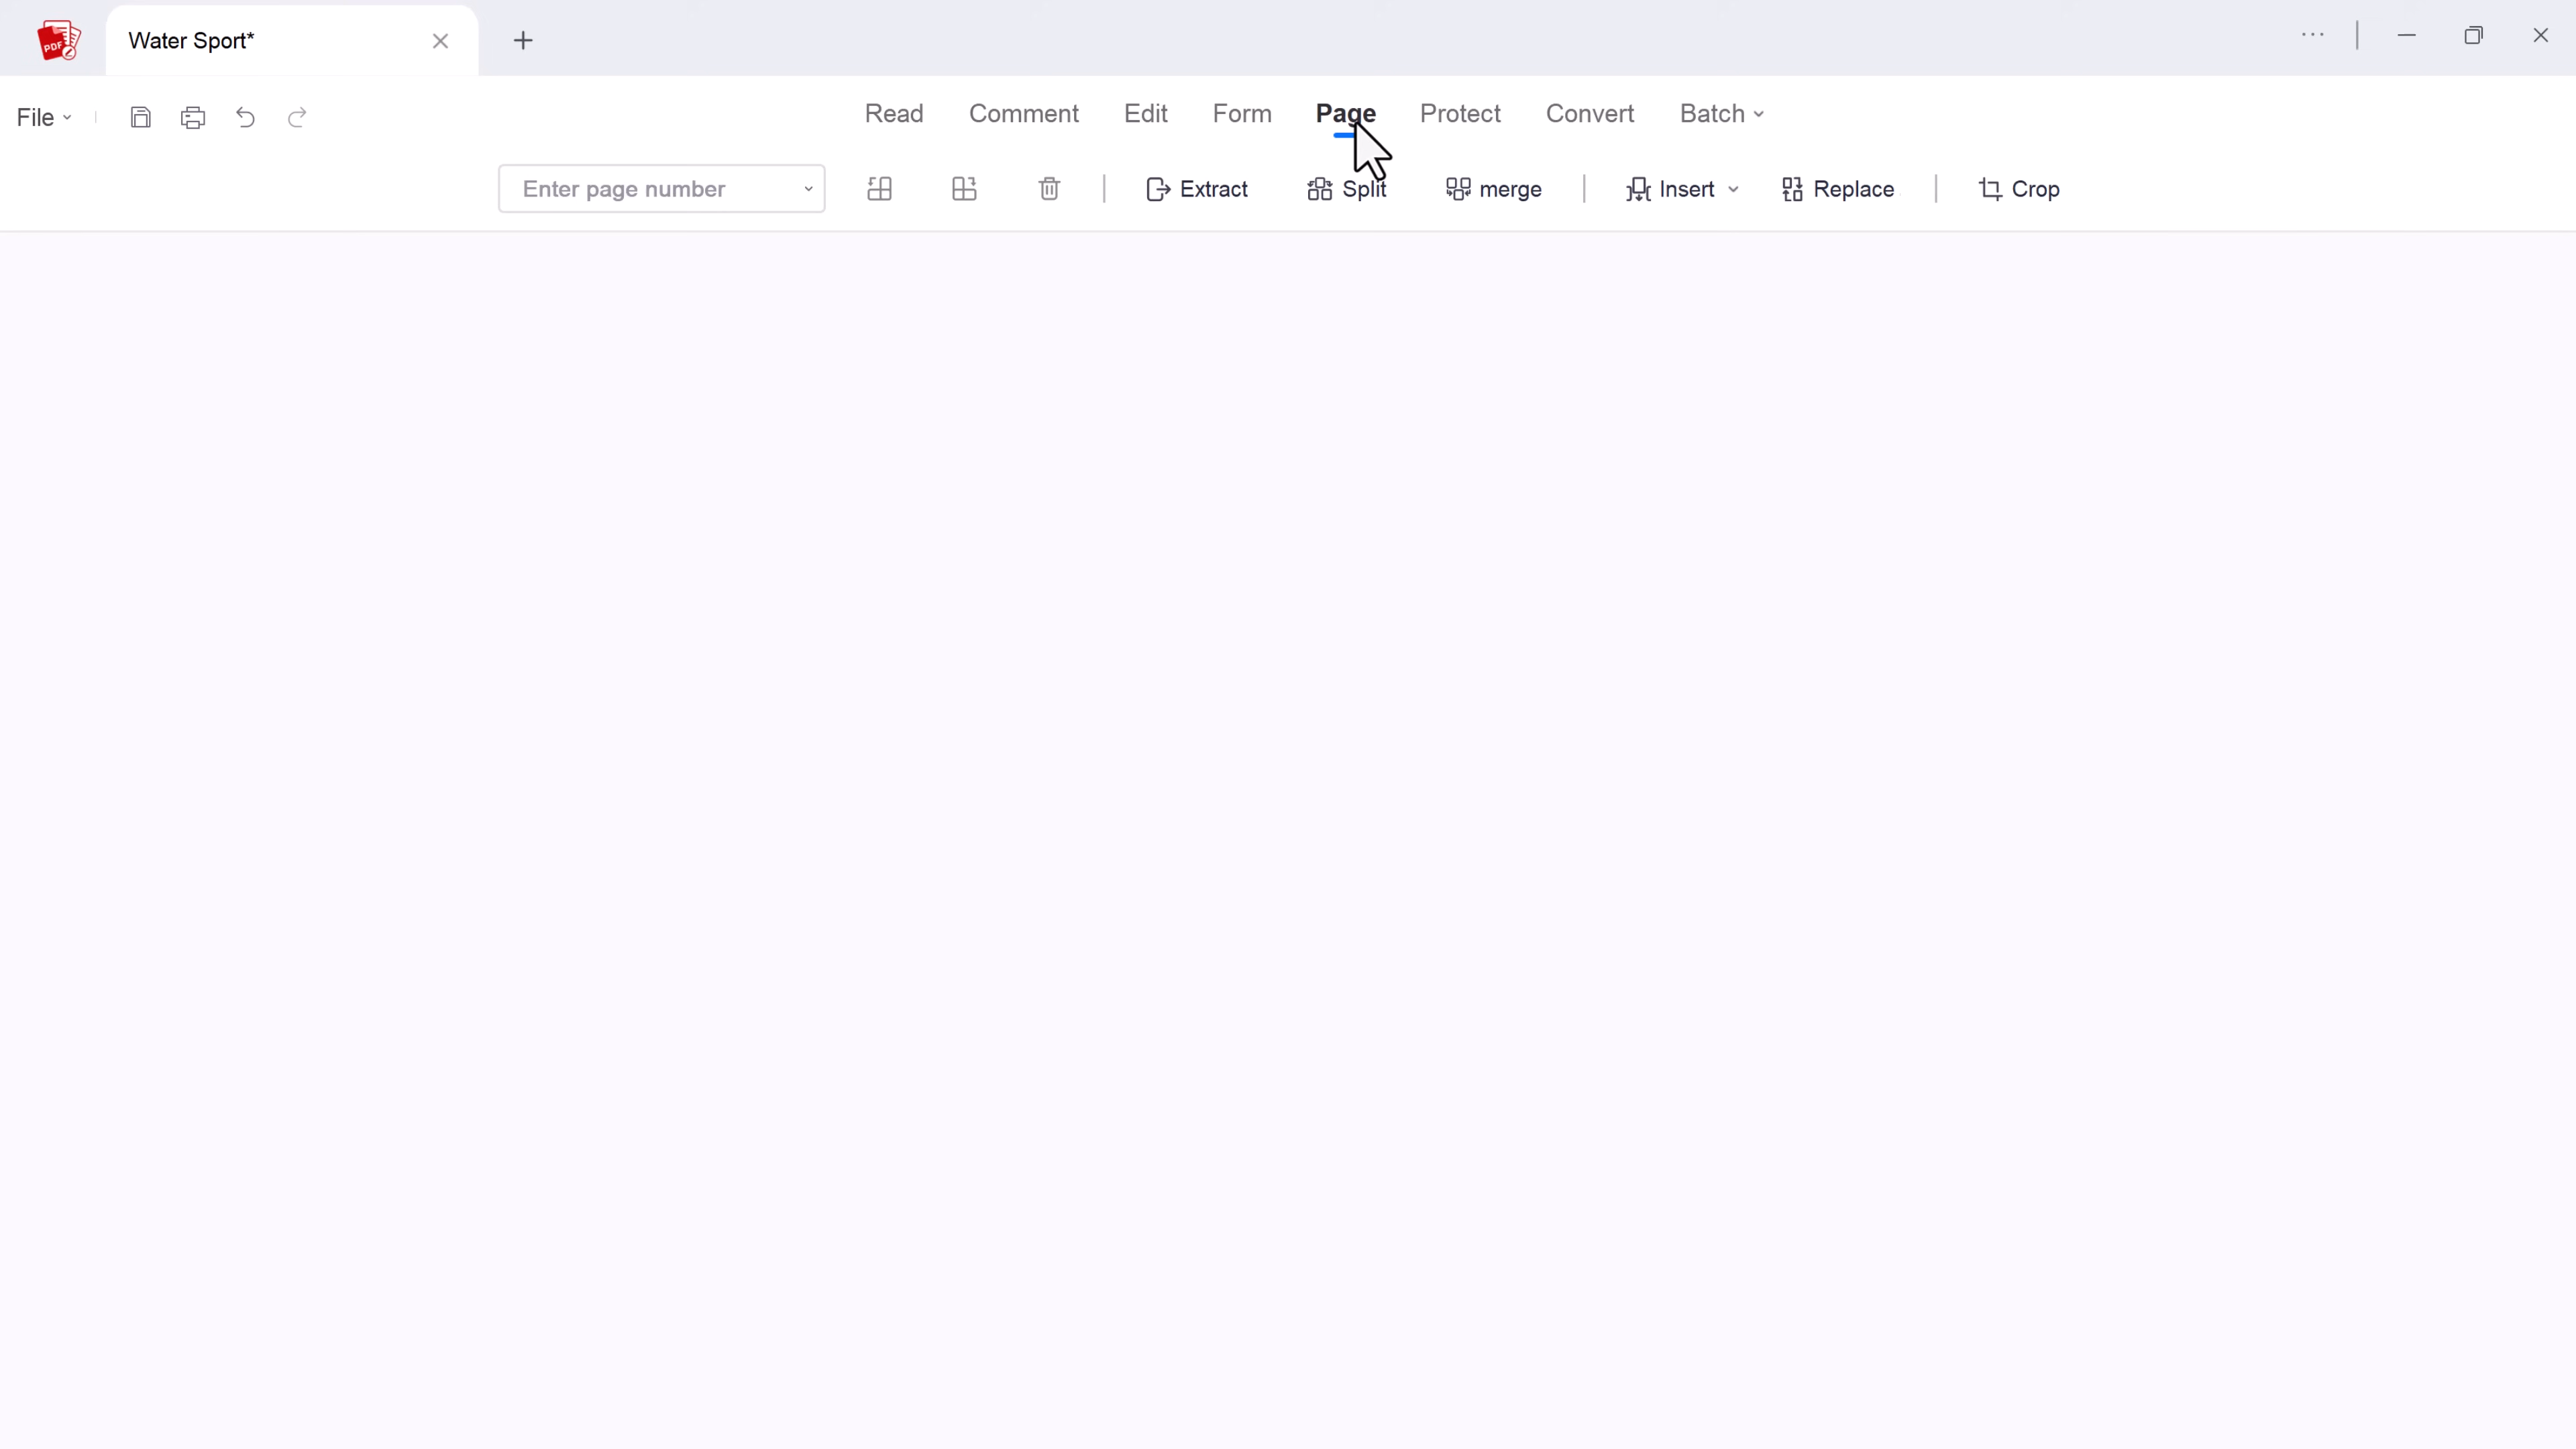 Water Sport*
File
Read Comment Edit Form Page Protect Convert Batch
Enter page number Extract Split merge Insert Replace Crop
PDF